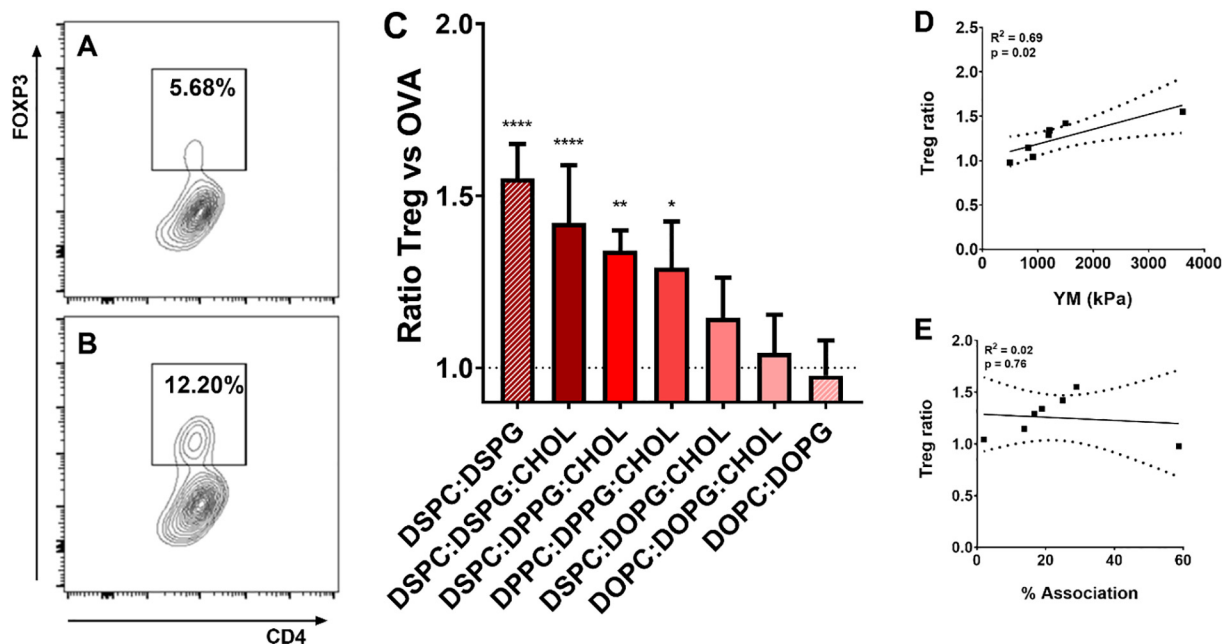 A
5.68%
FOXP3
B
12.20%
CD4
C
Ratio Treg vs OVA
2.0
1.5
1.0
****
****
**
*
DSPC:DSPG
DSPC:DSPG:CHOL
DSPC:DPPG:CHOL
DPPC:DPPG:CHOL
DSPC:DOPG:CHOL
DOPC:DOPG:CHOL
DOPC:DOPG
D
R² = 0.69
p = 0.02
Treg ratio
2.5
2.0
1.5
1.0
0.5
0.0
0 1000 2000 3000 4000
YM (kPa)
E
R² = 0.02
p = 0.76
Treg ratio
2.0
1.5
1.0
0.5
0.0
0 20 40 60
% Association